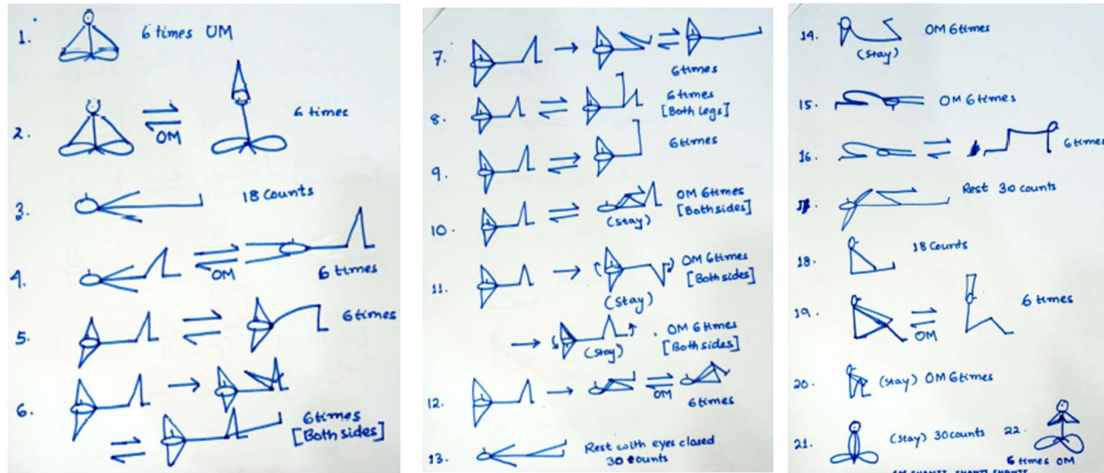 1. 6 times OM
2. OM 6 times
3. 18 counts
4. OM 6 times
5. 6 times
6. 6 times
[Both sides]
7. 6 times
8. 6 times
[Both legs]
9. 6 times
10. (stay) OM 6 times
[Both sides]
11. (stay) OM 6 times
[Both sides]
(stay) OM 6 times
[Both sides]
12. OM 6 times
13. Rest with eyes closed
30 counts
14. (stay) OM 6 times
15. OM 6 times
16. 6 times
17. Rest 30 counts
18. 18 counts
19. OM 6 times
20. (stay) OM 6 times
21. (stay) 30 counts
22. 6 times OM